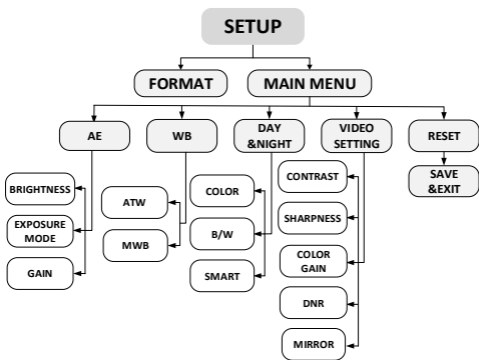 SETUP
FORMAT
MAIN MENU
AE
WB
DAY
&NIGHT
VIDEO
SETTING
RESET
SAVE
&EXIT
BRIGHTNESS
EXPOSURE
MODE
GAIN
ATW
MWB
COLOR
B/W
SMART
CONTRAST
SHARPNESS
COLOR
GAIN
DNR
MIRROR